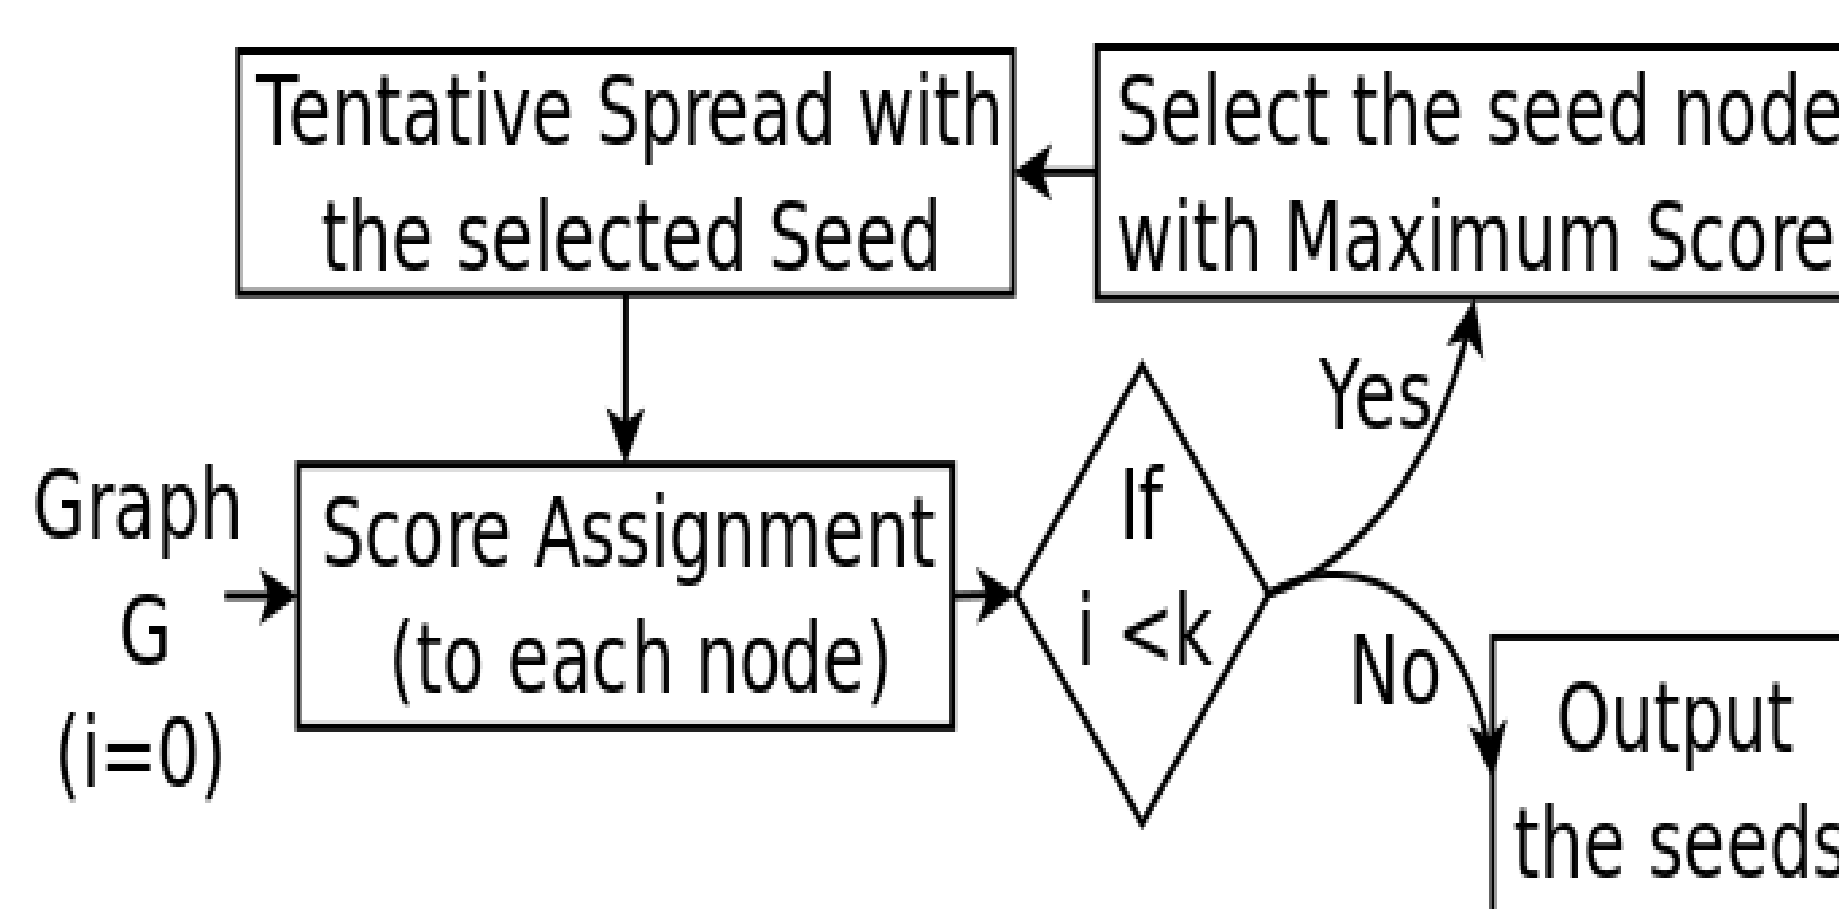 Tentative Spread with
the selected Seed
Select the seed node
with Maximum Score
Yes
Graph
G
(i=0)
Score Assignment
(to each node)
If
i <k
No
Output
the seeds